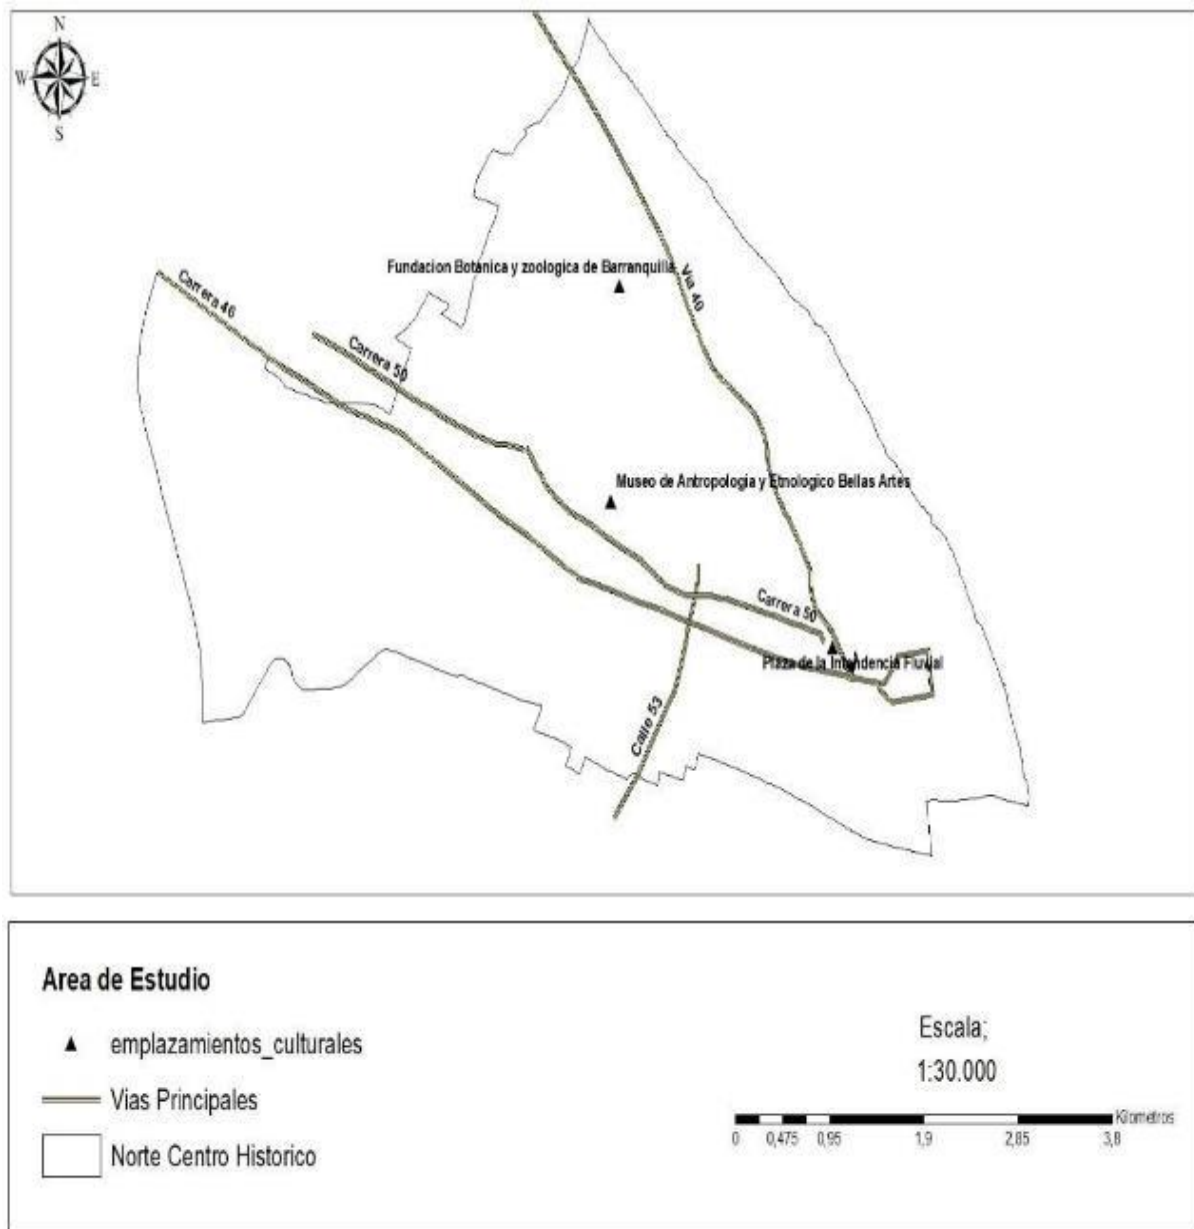 N
W E
S
Fundacion Botanica y zoologica de Barranquilla
Via 40
Carrera 46
Carrera 50
Museo de Antropologia y Etnologico Bellas Artes
Carrera 50
Plaza de la Intendencia Fluvial
Calle 53
Area de Estudio
emplazamientos_culturales
Vias Principales
Norte Centro Historico
Escala;
1:30.000
Kilometros
0 0,475 0,95 1,9 2,85 3,8